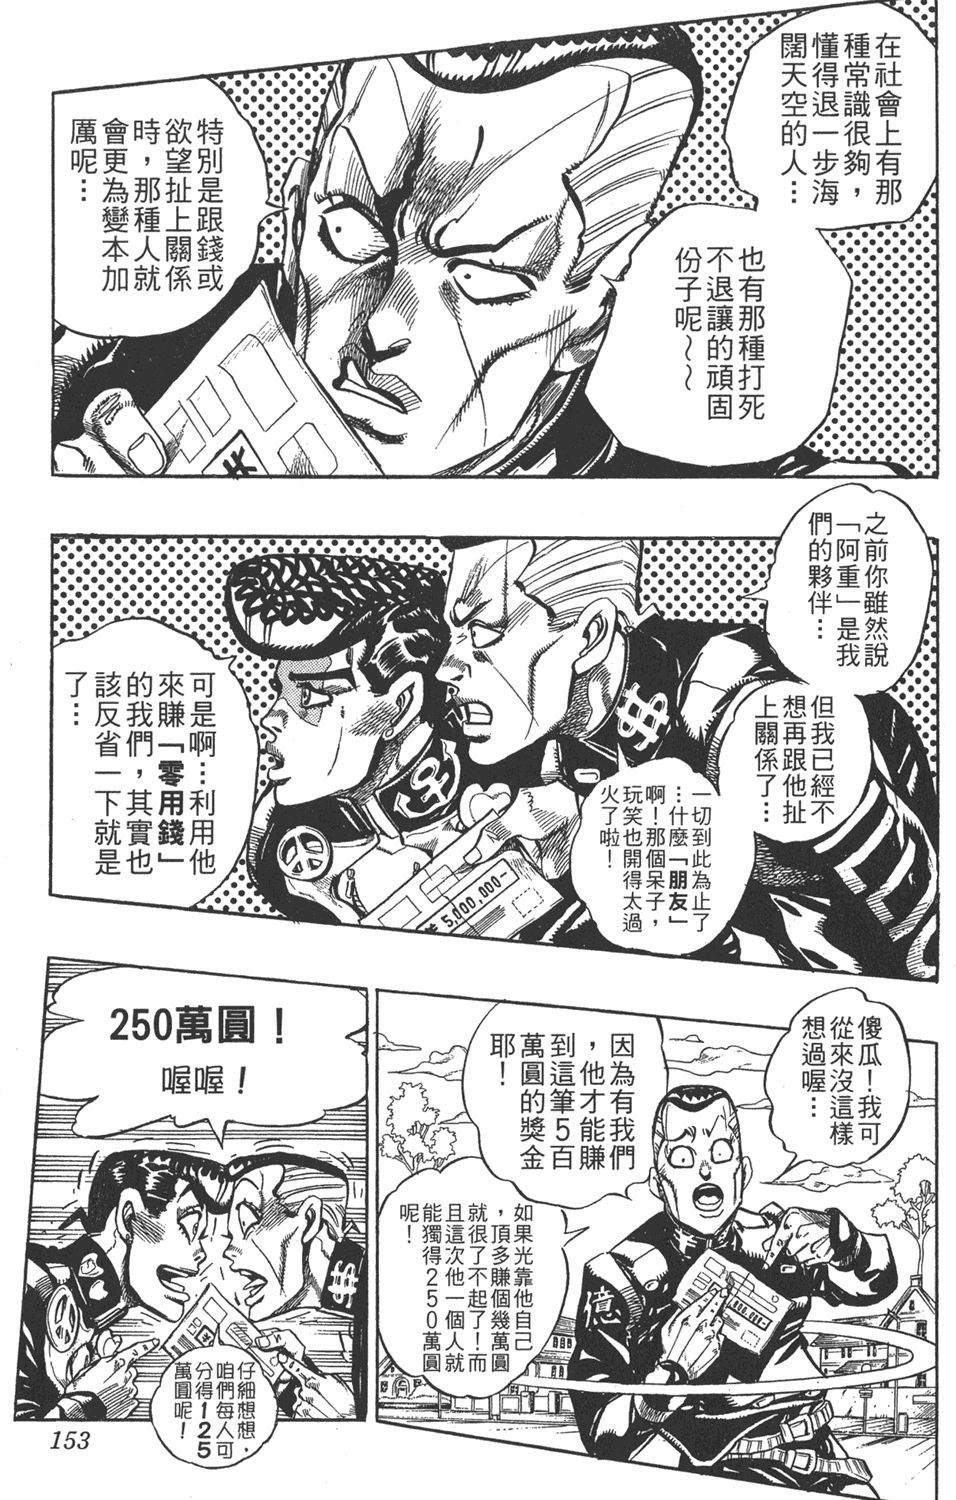 在社會上有那
種常識很夠，
懂得退一步海
闊天空的人…
也有那種打死
不退讓的頑固
份子呢～～
特別是跟錢或
欲望扯上關係
時，那種人就
會更為變本加
厲呢…
之前你雖然說
「阿重」是我
們的夥伴…
但我已經不
想再跟他扯
上關係了…
一切到此為止了
…什麼「朋友」
啊！那個呆子，
玩笑也開得太過
火了啦！
可是啊…利用他
來賺「零用錢」
的我們，其實也
該反省一下就是
了…
$
¥5,000,000-
傻瓜！我可
從來沒這樣
想過喔…
因為有我們
，他才能賺
到這筆5百
萬圓的獎金
耶！
如果光靠他自己
，頂多賺個幾萬圓
就很了不起了！而
且這次他一個人就
能獨得250萬圓
呢！
億
250萬圓！
喔喔！
$
仔細想想，
咱們每人可
分得125
萬圓呢！
153